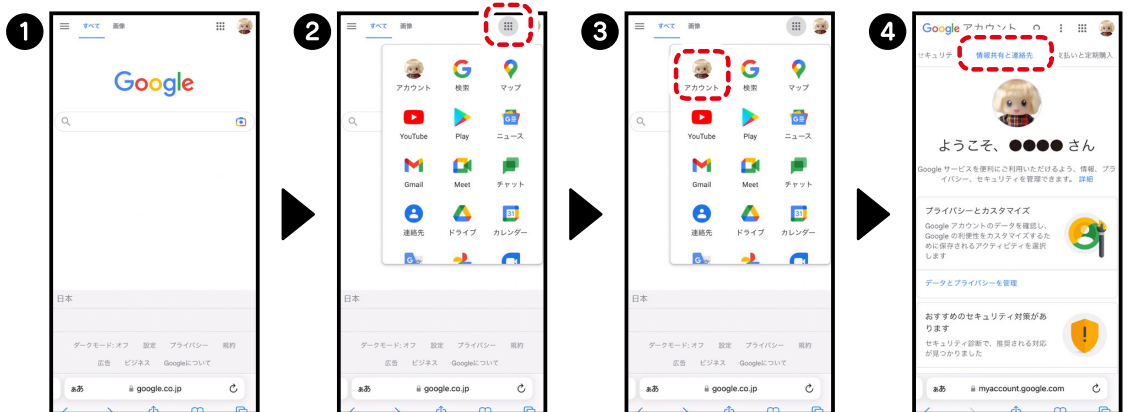 1
すべて 画像
Google
日本
ダークモード: オフ 設定 プライバシー 規約
広告 ビジネス Googleについて
ぁあ google.co.jp
2
すべて 画像
アカウント 検索 マップ
YouTube Play ニュース
Gmail Meet チャット
31
連絡先 ドライブ カレンダー
日本
ダークモード: オフ 設定 プライバシー 規約
広告 ビジネス Googleについて
ぁあ google.co.jp
3
すべて 画像
アカウント 検索 マップ
YouTube Play ニュース
Gmail Meet チャット
31
連絡先 ドライブ カレンダー
日本
ダークモード: オフ 設定 プライバシー 規約
広告 ビジネス Googleについて
ぁあ google.co.jp
4
Google アカウント
セキュリテ 情報共有と連絡先 支払いと定期購入
ようこそ、●●●● さん
Google サービスを便利にご利用いただけるよう、情報、プラ
イバシー、セキュリティを管理できます。 詳細
プライバシーとカスタマイズ
Google アカウントのデータを確認し、
Google の利便性をカスタマイズするた
めに保存されるアクティビティを選択
します
データとプライバシーを管理
おすすめのセキュリティ対策があ
ります
セキュリティ診断で、推奨される対応
が見つかりました
ぁあ myaccount.google.com